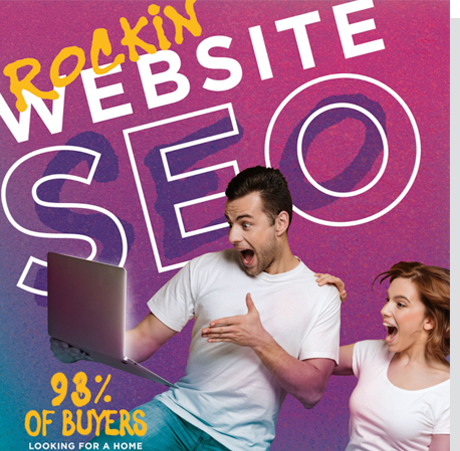 ROCKIN
WEBSITE
SEO
93%
OF BUYERS
LOOKING FOR A HOME